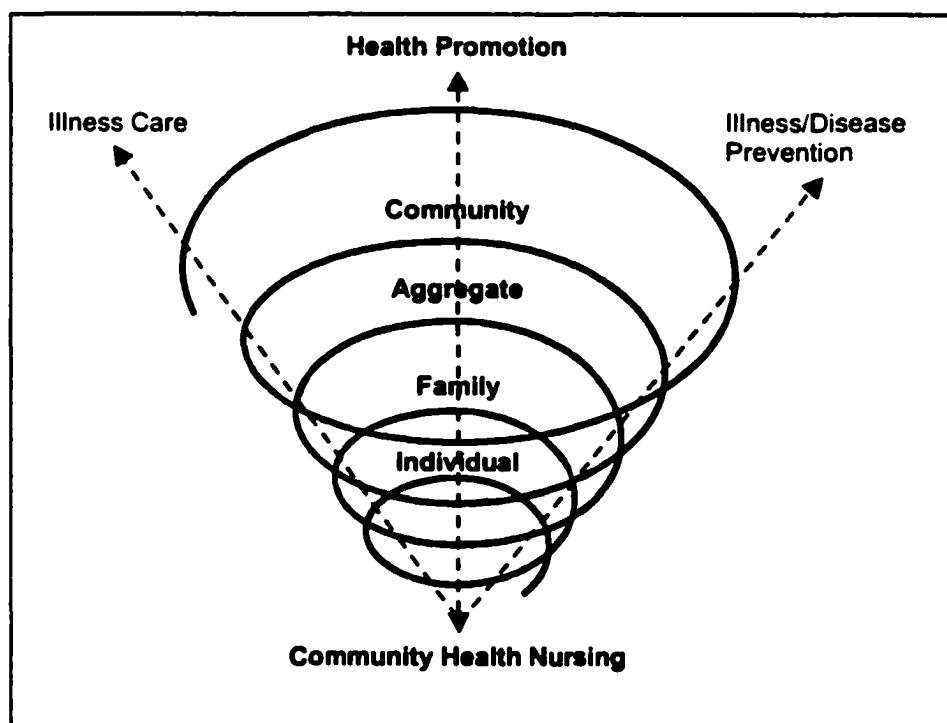 Health Promotion
Illness Care
Illness/Disease
Prevention
Community
Aggregate
Family
Individual
Community Health Nursing